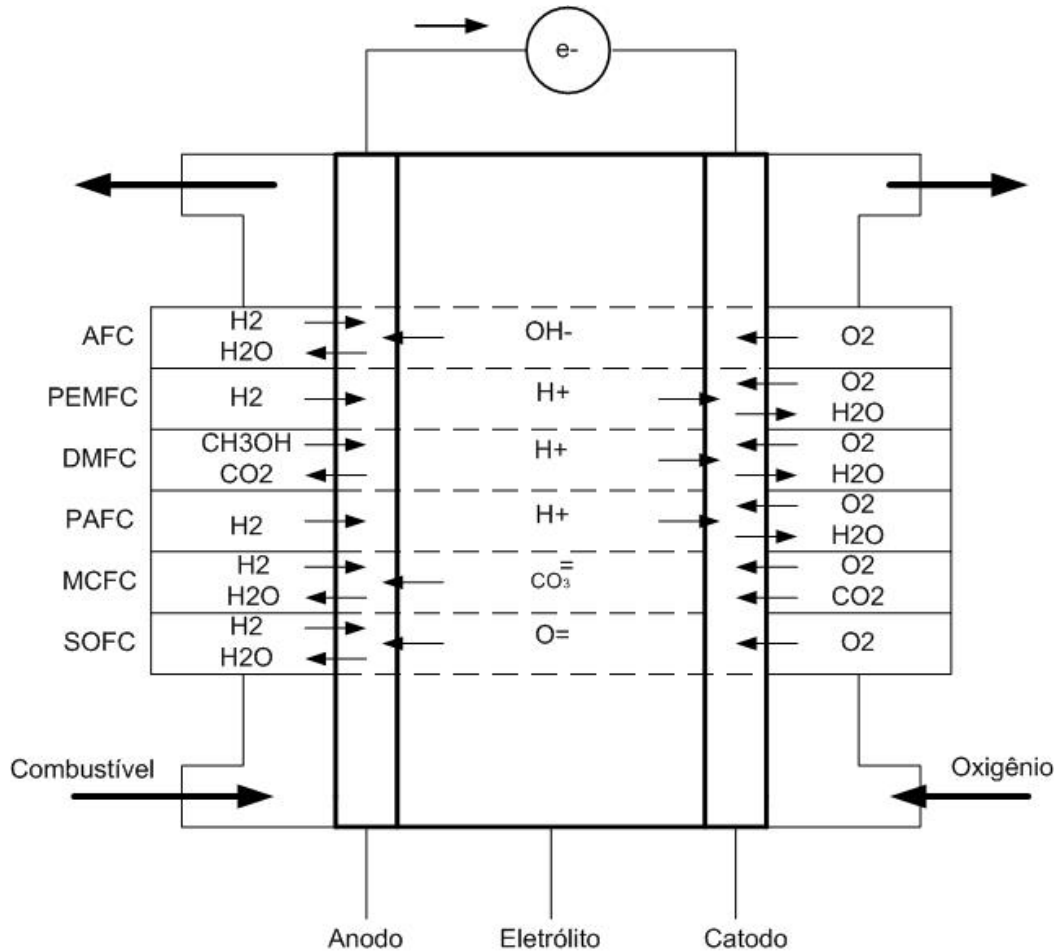 e-
AFC
H2
H2O
OH-
O2
PEMFC
H2
H+
O2
H2O
DMFC
CH3OH
CO2
H+
O2
H2O
PAFC
H2
H+
O2
H2O
MCFC
H2
H2O
CO₃=
O2
CO2
SOFC
H2
H2O
O=
O2
Combustível
Oxigênio
Anodo
Eletrólito
Catodo